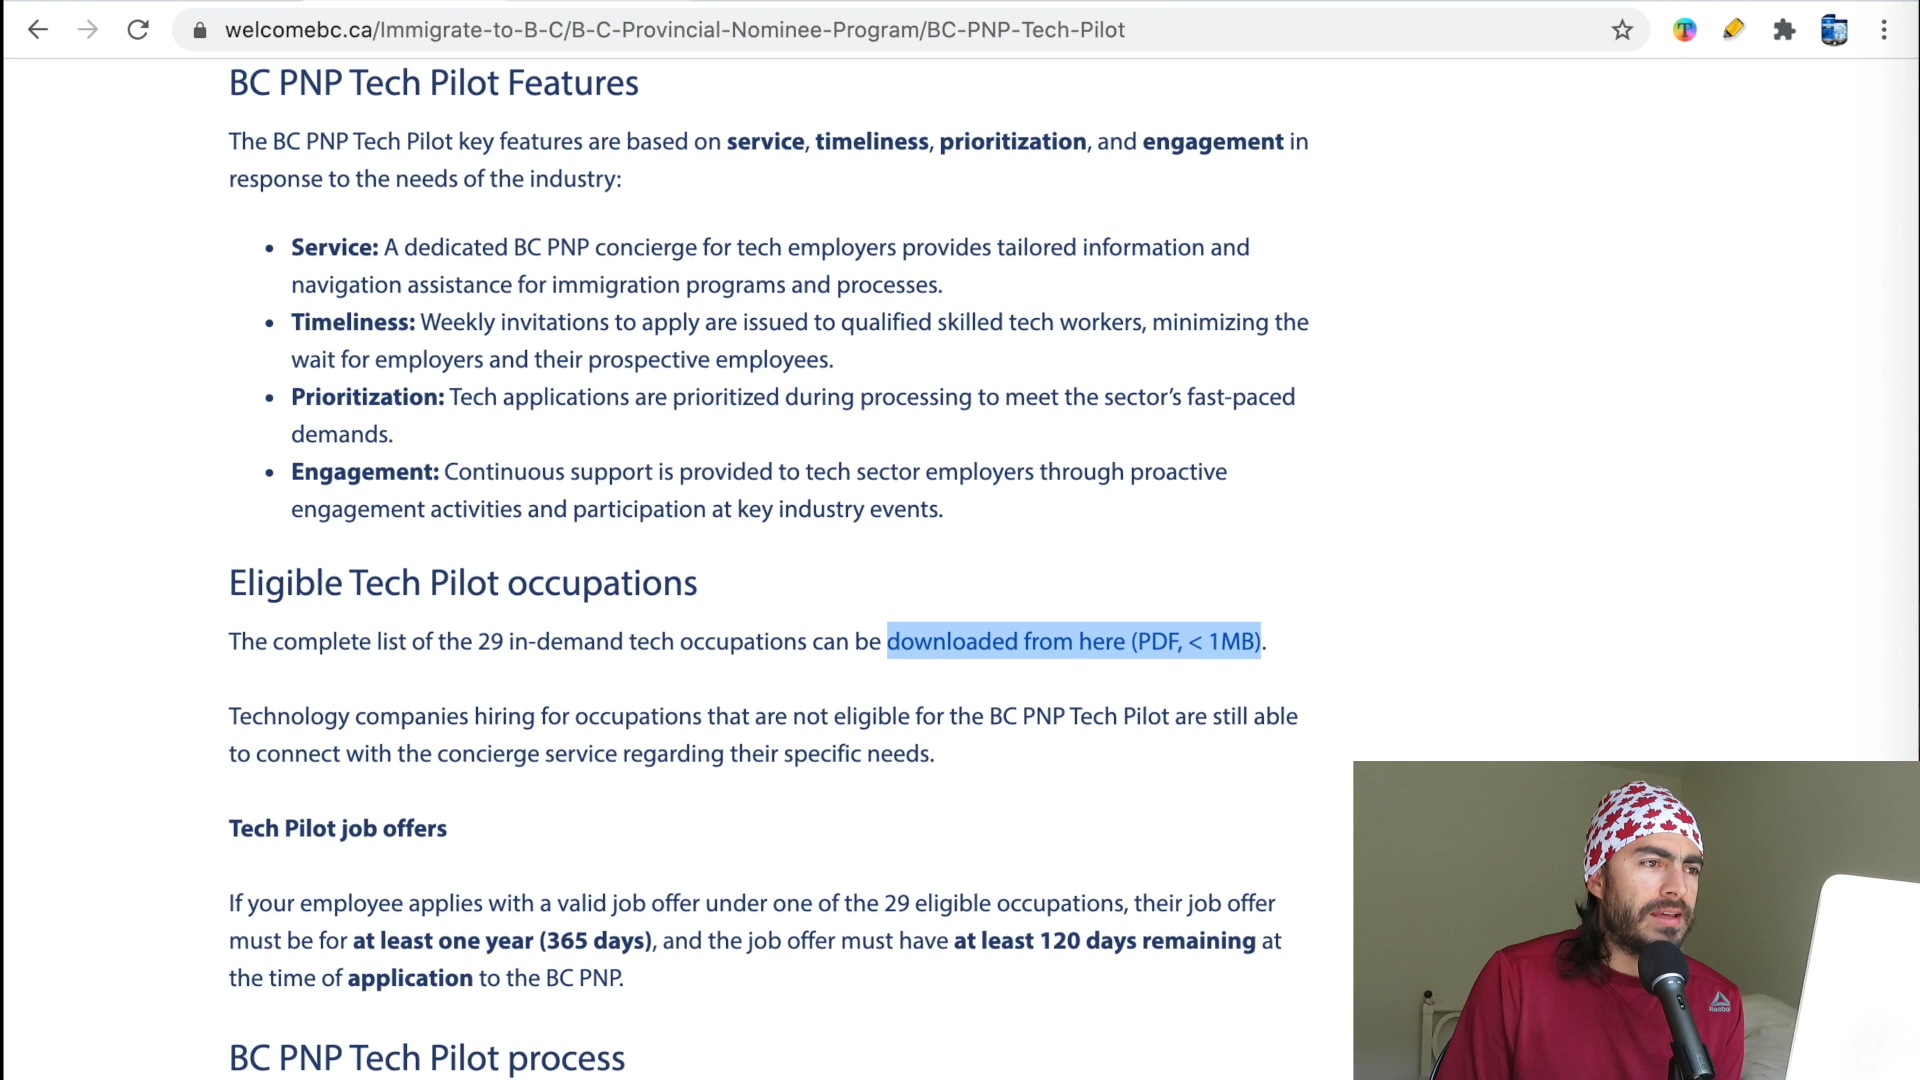 welcomebc.ca/Immigrate-to-B-C/B-C-Provincial-Nominee-Program/BC-PNP-Tech-Pilot
T
BC PNP Tech Pilot Features
The BC PNP Tech Pilot key features are based on service, timeliness, prioritization, and engagement in
response to the needs of the industry:
• Service: A dedicated BC PNP concierge for tech employers provides tailored information and
navigation assistance for immigration programs and processes.
• Timeliness: Weekly invitations to apply are issued to qualified skilled tech workers, minimizing the
wait for employers and their prospective employees.
• Prioritization: Tech applications are prioritized during processing to meet the sector’s fast-paced
demands.
• Engagement: Continuous support is provided to tech sector employers through proactive
engagement activities and participation at key industry events.
Eligible Tech Pilot occupations
The complete list of the 29 in-demand tech occupations can be downloaded from here (PDF, < 1MB).
Technology companies hiring for occupations that are not eligible for the BC PNP Tech Pilot are still able
to connect with the concierge service regarding their specific needs.
Tech Pilot job offers
If your employee applies with a valid job offer under one of the 29 eligible occupations, their job offer
must be for at least one year (365 days), and the job offer must have at least 120 days remaining at
the time of application to the BC PNP.
Reebok
BC PNP Tech Pilot process